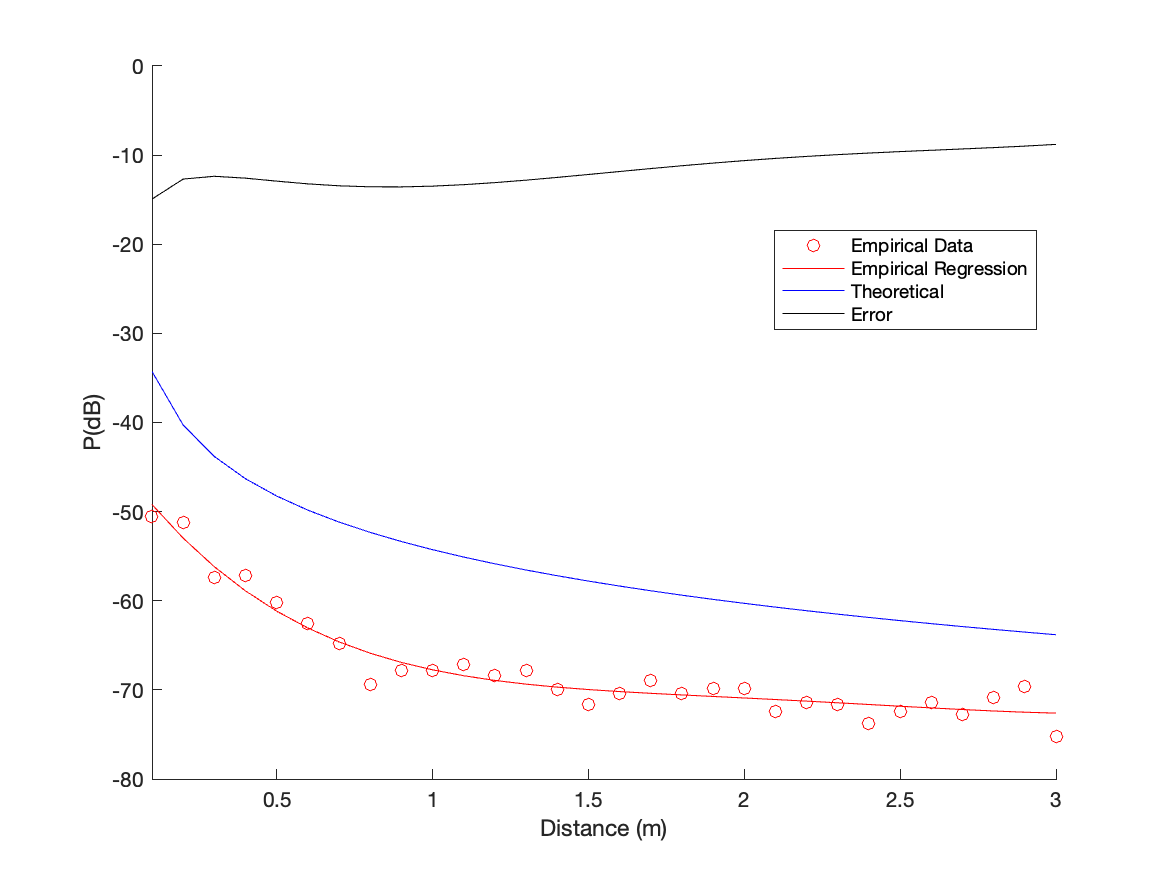 0
-10
-20
-30
-40
-50
-60
-70
-80
P(dB)
Empirical Data
Empirical Regression
Theoretical
Error
0.5 1 1.5 2 2.5 3
Distance (m)